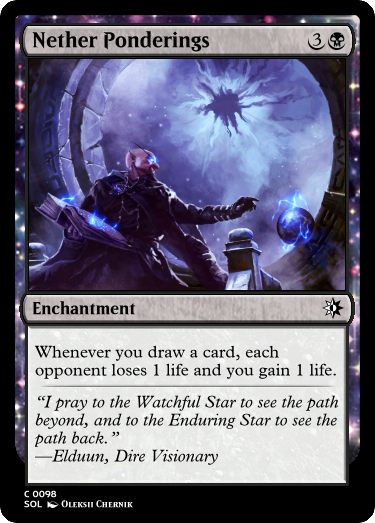 Nether Ponderings 3
Enchantment
Whenever you draw a card, each
opponent loses 1 life and you gain 1 life.
“I pray to the Watchful Star to see the path
beyond, and to the Enduring Star to see the
path back.”
—Elduun, Dire Visionary
C 0098
SOL Oleksii Chernik